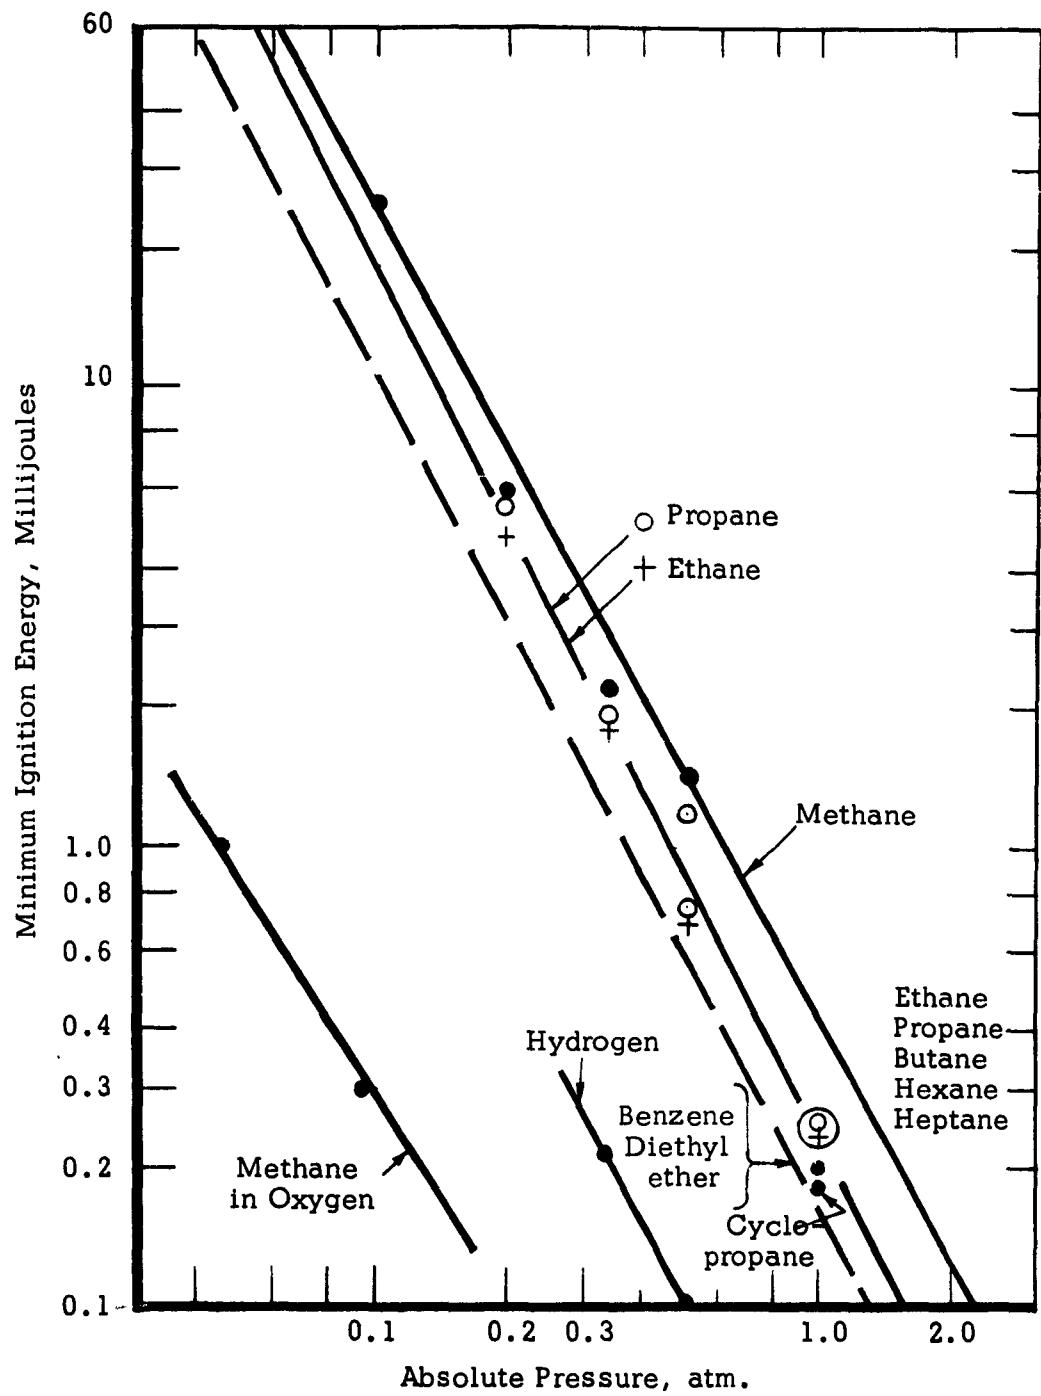 60
10
1.0
0.8
0.6
0.4
0.3
0.2
0.1
Minimum Ignition Energy, Millijoules
Propane
Ethane
Methane
Ethane
Propane
Butane
Hexane
Heptane
Hydrogen
Benzene
Diethyl
ether
Methane
in Oxygen
Cyclo-
propane
0.1
0.2
0.3
1.0
2.0
Absolute Pressure, atm.